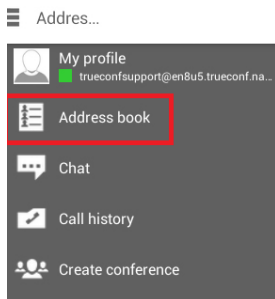 Addres...
My profile
trueconfsupport@en8u5.trueconf.na...
Address book
Chat
Call history
Create conference